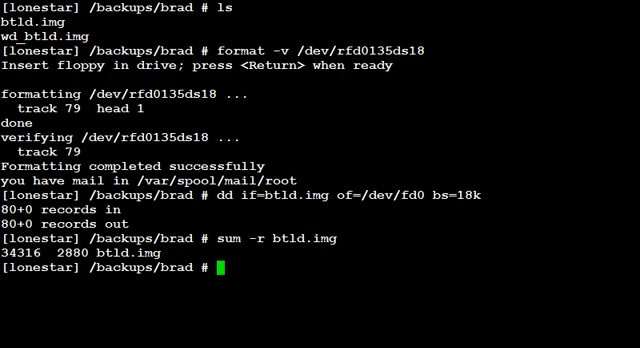 [lonestar] /backups/brad # ls
btld.img
wd_btld.img
[lonestar] /backups/brad # format -v /dev/rfd0135ds18
Insert floppy in drive; press <Return> when ready
formatting /dev/rfd0135ds18 ...
track 79 head 1
done
verifying /dev/rfd0135ds18 ...
track 79
Formatting completed successfully
you have mail in /var/spool/mail/root
[lonestar] /backups/brad # dd if=btld.img of=/dev/fd0 bs=18k
80+0 records in
80+0 records out
[lonestar] /backups/brad # sum -r btld.img
34316  2880 btld.img
[lonestar] /backups/brad #